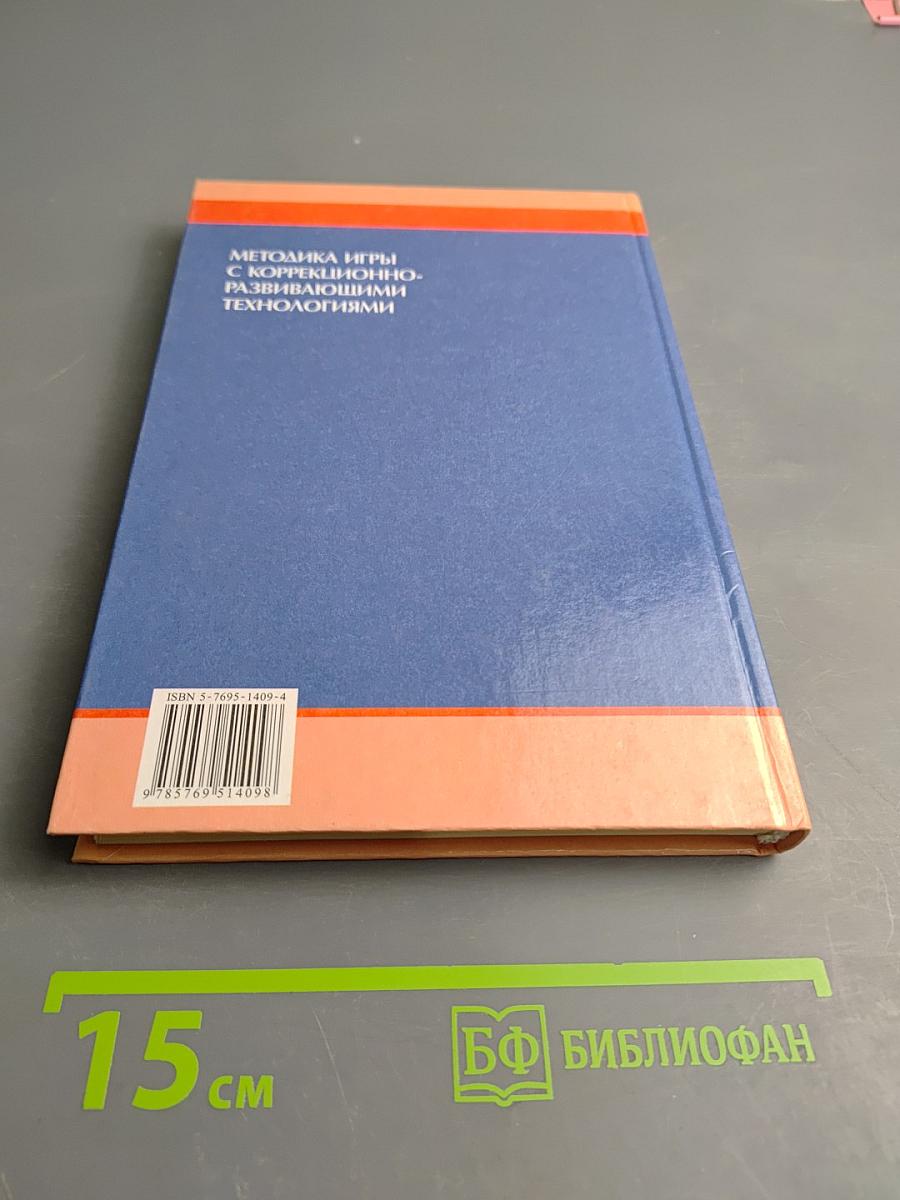 МЕТОДИКА ИГРЫ
С КОРРЕКЦИОННО-
РАЗВИВАЮЩИМИ
ТЕХНОЛОГИЯМИ
ISBN 5-7695-1409-4
9 785769 514098
15 СМ
БФ БИБЛИОФАН